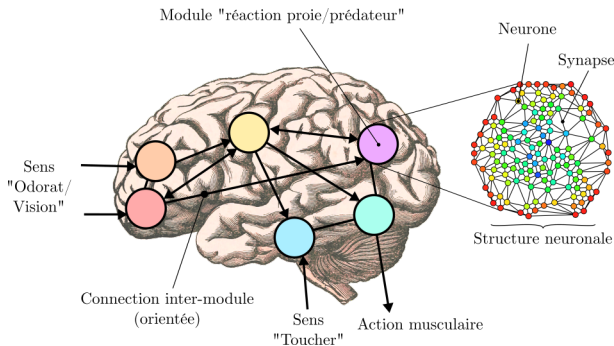 Module "réaction proie/prédateur"
Neurone
Synapse
Sens
"Odorat/
Vision"
Structure neuronale
Connection inter-module
(orientée)
Sens
"Toucher"
Action musculaire